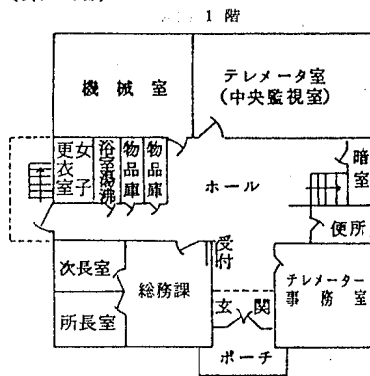 1 階
機 械 室
テレメータ室
(中央監視室)
女子
更衣室
浴室湯沸
物品庫
物品庫
暗室
ホール
便所
受付
次長室
総務課
テレメーター
事務室
所長室
玄 関
ポーチ